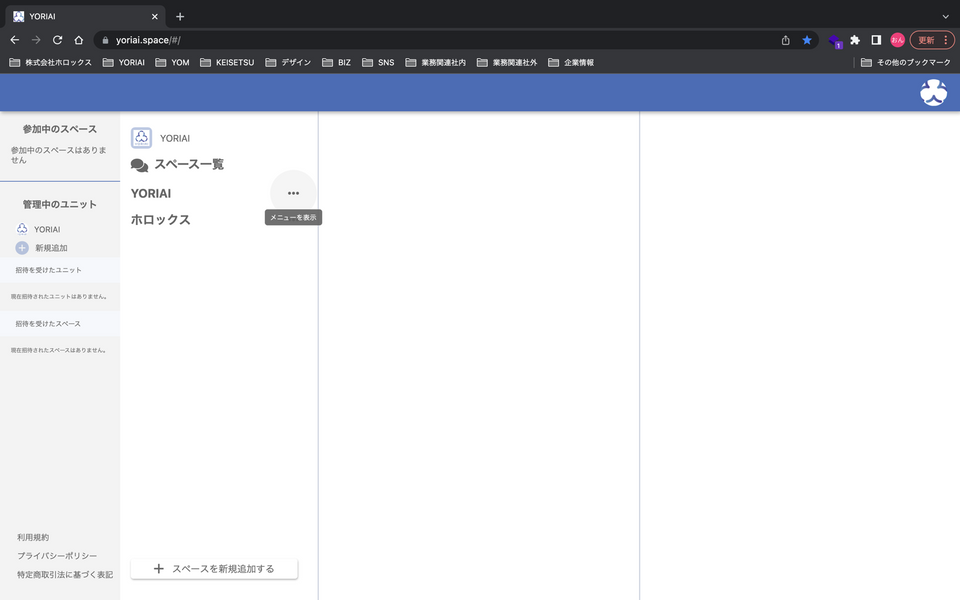 YORIAI
yoriai.space/#/
1
おん
更新
株式会社ホロックス
YORIAI
YOM
KEISETSU
デザイン
BIZ
SNS
業務関連社内
業務関連社外
企業情報
その他のブックマーク
参加中のスペース
参加中のスペースはありま
せん
管理中のユニット
YORIAI
新規追加
招待を受けたユニット
現在招待されたユニットはありません。
招待を受けたスペース
現在招待されたスペースはありません。
利用規約
プライバシーポリシー
特定商取引法に基づく表記
YORIAI
スペース一覧
YORIAI
メニューを表示
ホロックス
スペースを新規追加する